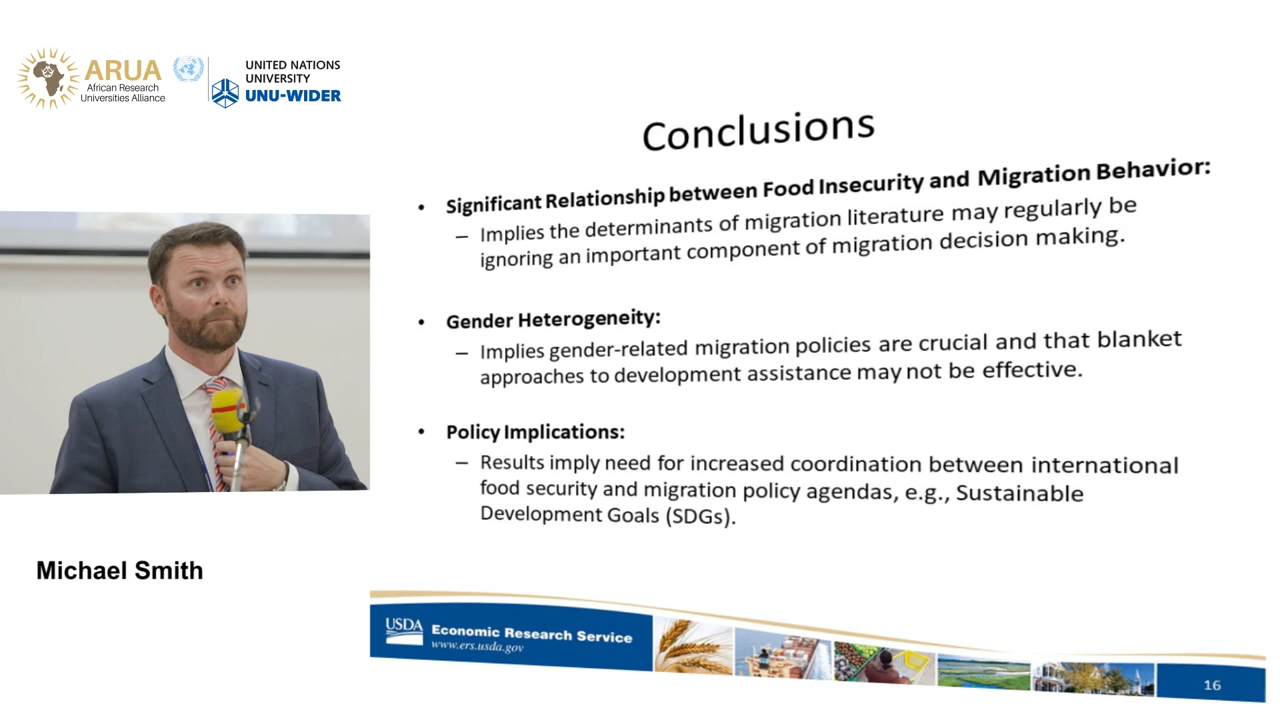 ARUA
African Research
Universities Alliance
UNITED NATIONS
UNIVERSITY
UNU-WIDER
Conclusions
• Significant Relationship between Food Insecurity and Migration Behavior:
– Implies the determinants of migration literature may regularly be
ignoring an important component of migration decision making.
• Gender Heterogeneity:
– Implies gender-related migration policies are crucial and that blanket
approaches to development assistance may not be effective.
• Policy Implications:
– Results imply need for increased coordination between international
food security and migration policy agendas, e.g., Sustainable
Development Goals (SDGs).
Michael Smith
USDA
Economic Research Service
www.ers.usda.gov
16